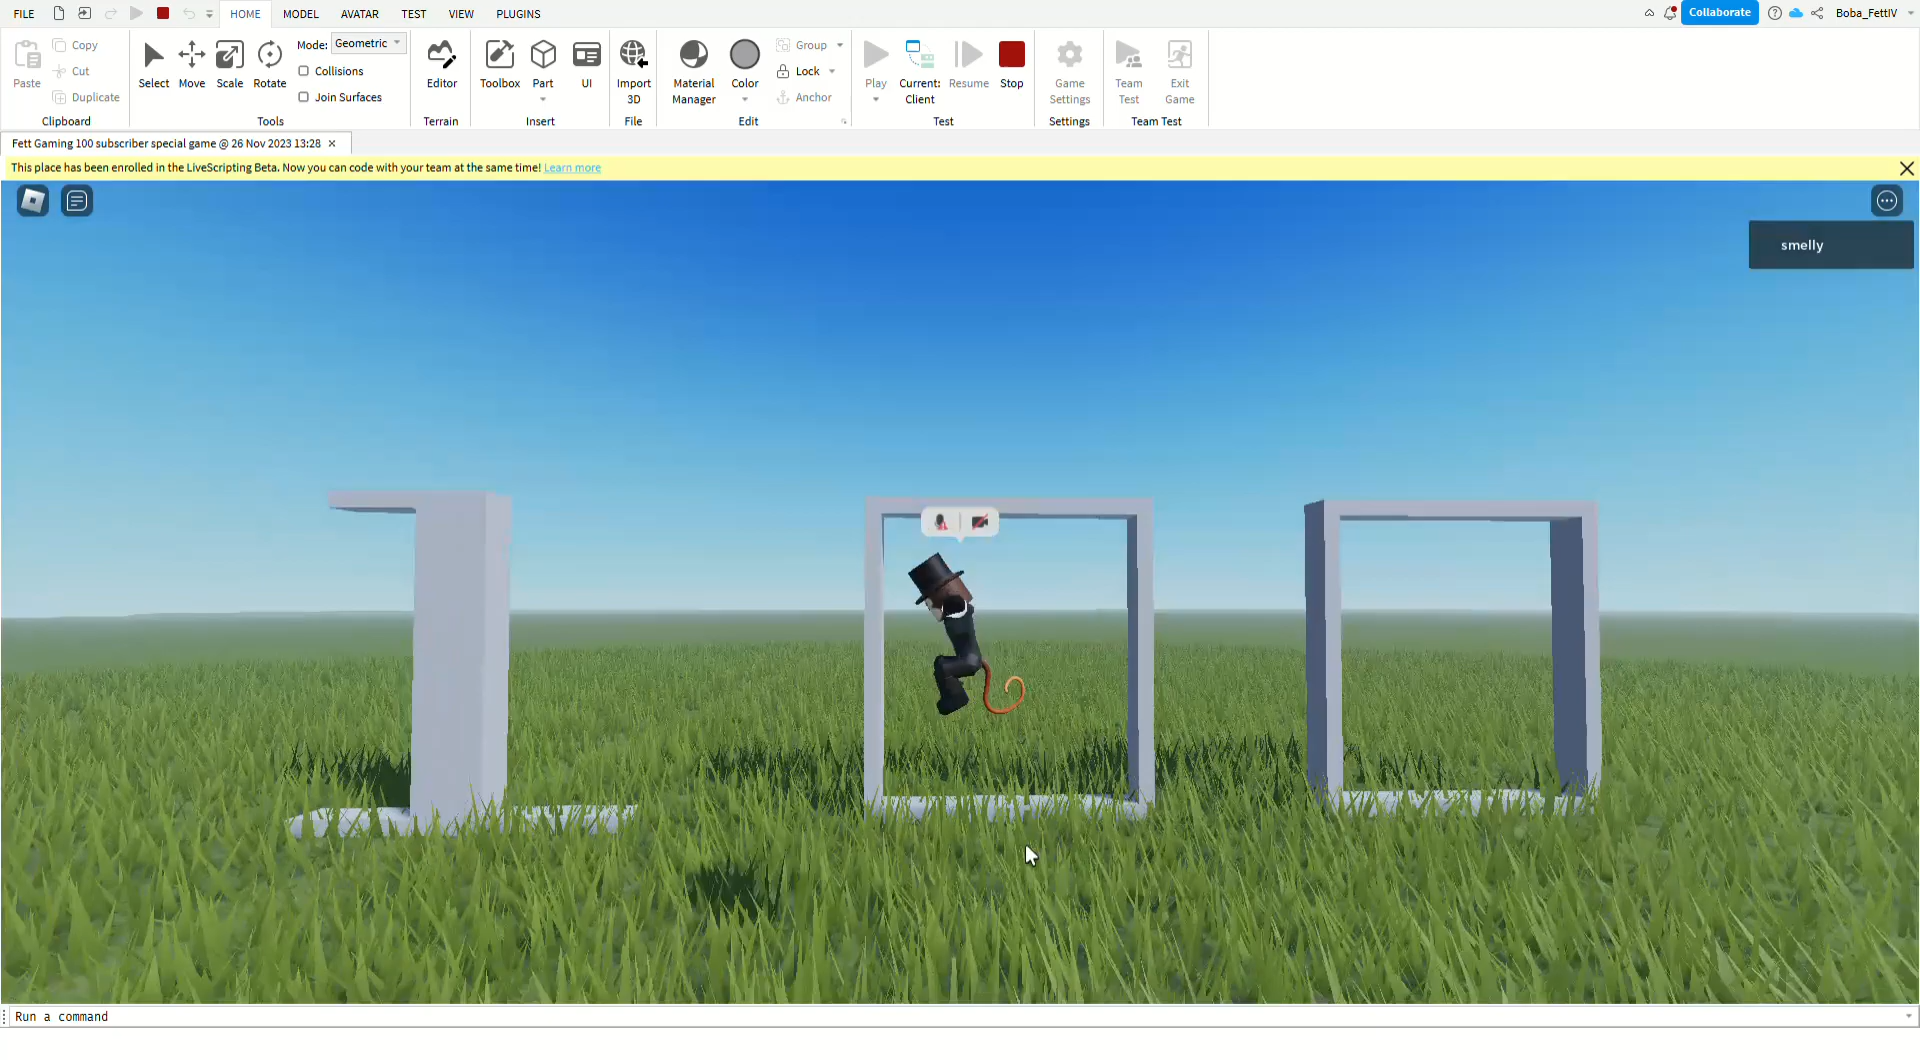 FILE HOME MODEL AVATAR TEST VIEW PLUGINS Collaborate Boba_FettIV
Paste Copy Cut Duplicate Clipboard
Select Move Scale Rotate Mode: Geometric Collisions Join Surfaces Tools
Editor Terrain
Toolbox Part UI Insert
Import 3D File
Material Manager Color Group Lock Anchor Edit
Play Current: Client Resume Stop Test
Game Settings Settings
Team Test Exit Game Team Test
Fett Gaming 100 subscriber special game @ 26 Nov 2023 13:28
This place has been enrolled in the LiveScripting Beta. Now you can code with your team at the same time! Learn more
smelly
100
Run a command